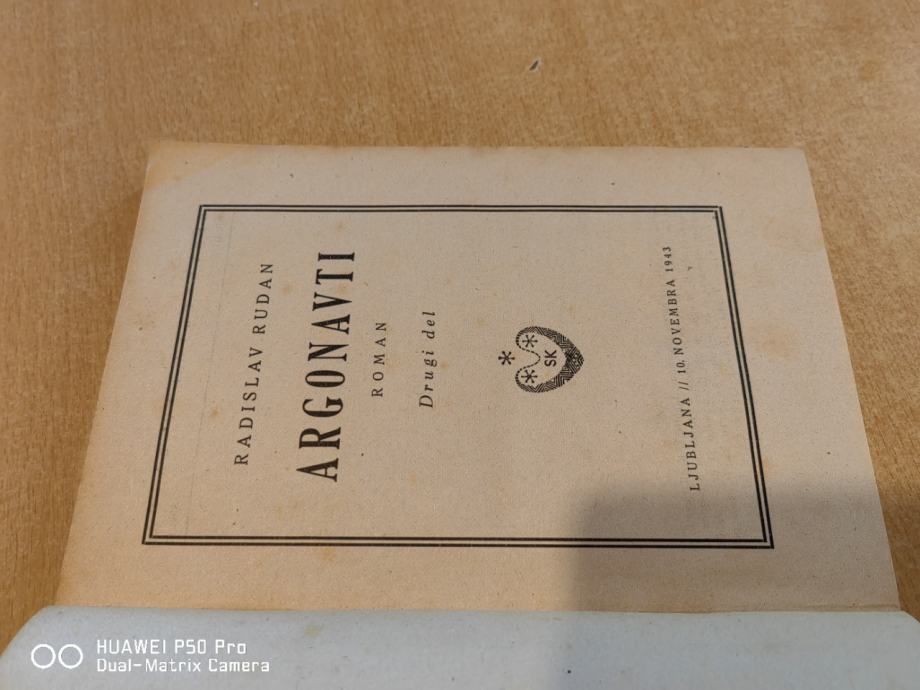 RADISLAV RUDAN
ARGONAVTI
ROMAN
Drugi del
SK
LJUBLJANA // 10. NOVEMBRA 1943
HUAWEI P50 Pro
Dual-Matrix Camera